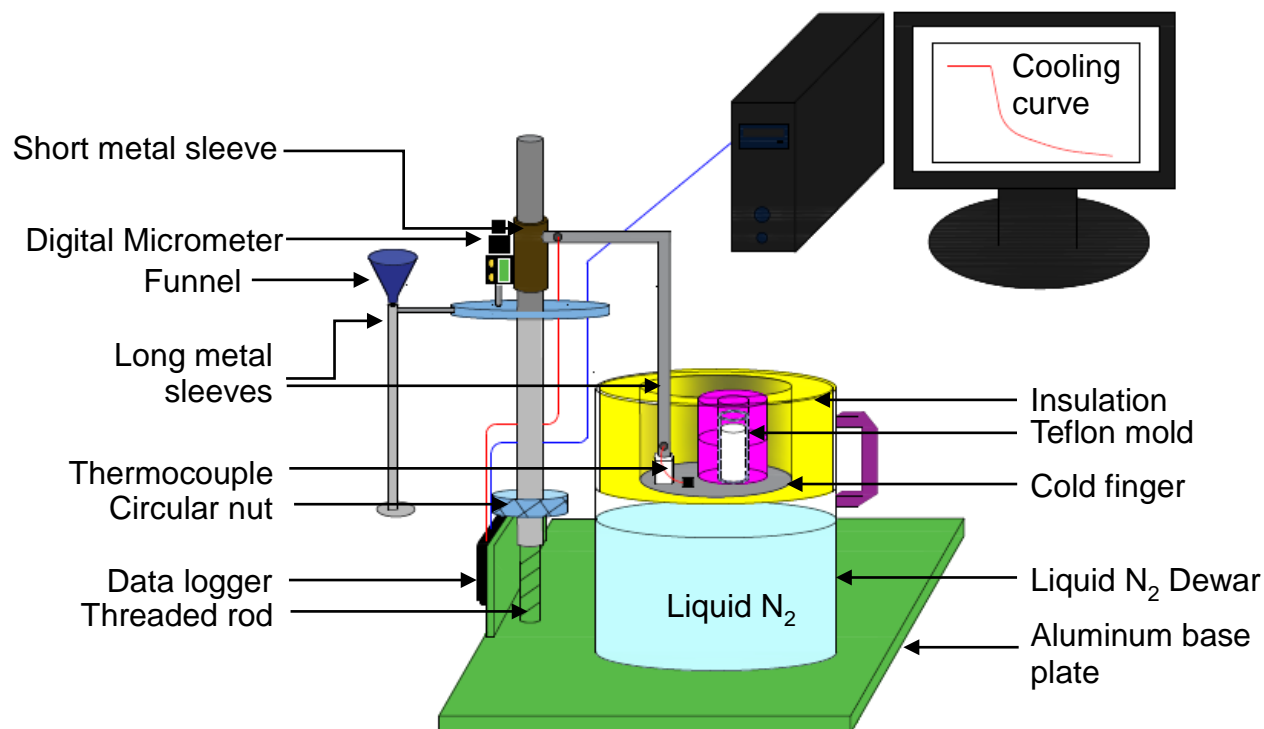 Cooling
curve
Short metal sleeve
Digital Micrometer
Funnel
Long metal
sleeves
Thermocouple
Circular nut
Data logger
Threaded rod
Insulation
Teflon mold
Cold finger
Liquid N₂ Dewar
Liquid N₂
Aluminum base
plate